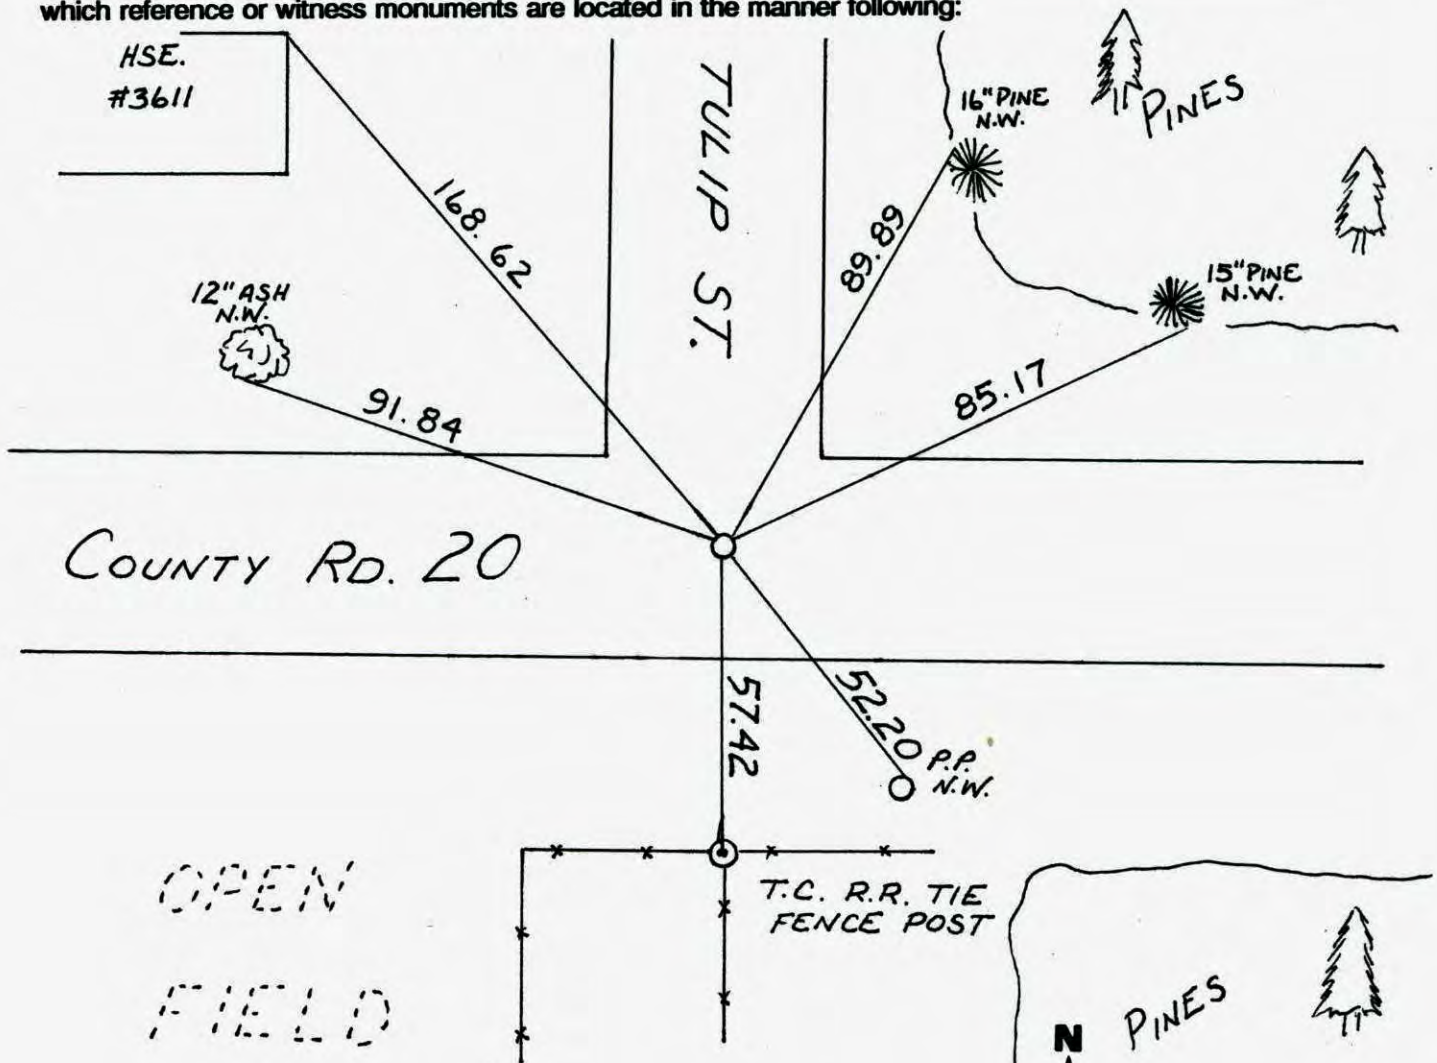 which reference or witness monuments are located in the manner following:
HSE.
#3611
TULIP ST.
16" PINE
N.W.
PINES
168.62
89.89
12" ASH
N.W.
15" PINE
N.W.
91.84
85.17
COUNTY RD. 20
57.42
52.20
P.P.
N.W.
OPEN
FIELD
T.C. R.R. TIE
FENCE POST
PINES
N